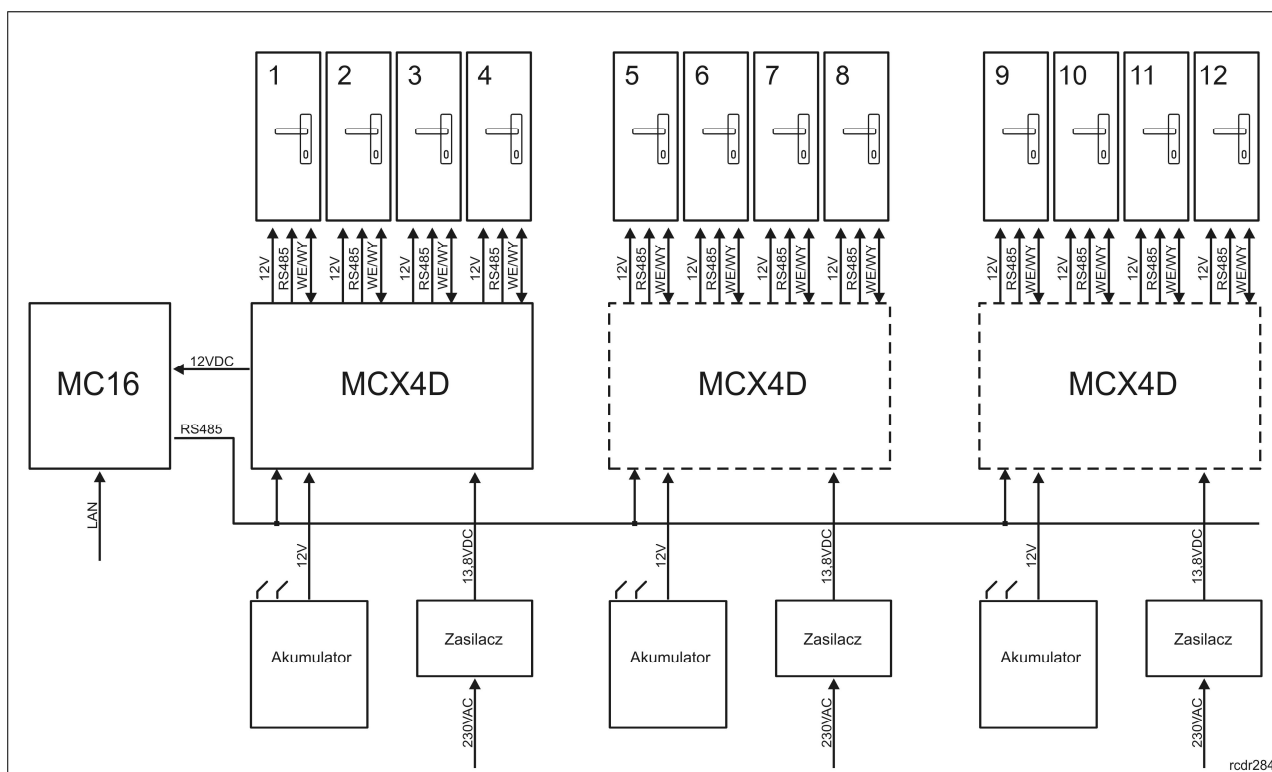 1 2 3 4 5 6 7 8 9 10 11 12
12V RS485 WE/WY 12V RS485 WE/WY 12V RS485 WE/WY 12V RS485 WE/WY 12V RS485 WE/WY 12V RS485 WE/WY 12V RS485 WE/WY 12V RS485 WE/WY 12V RS485 WE/WY 12V RS485 WE/WY 12V RS485 WE/WY 12V RS485 WE/WY
12VDC
MC16 MCX4D MCX4D MCX4D
RS485
LAN 12V 13,8VDC 12V 13,8VDC 12V 13,8VDC
Akumulator Zasilacz Akumulator Zasilacz Akumulator Zasilacz
230VAC 230VAC 230VAC
rcdr284